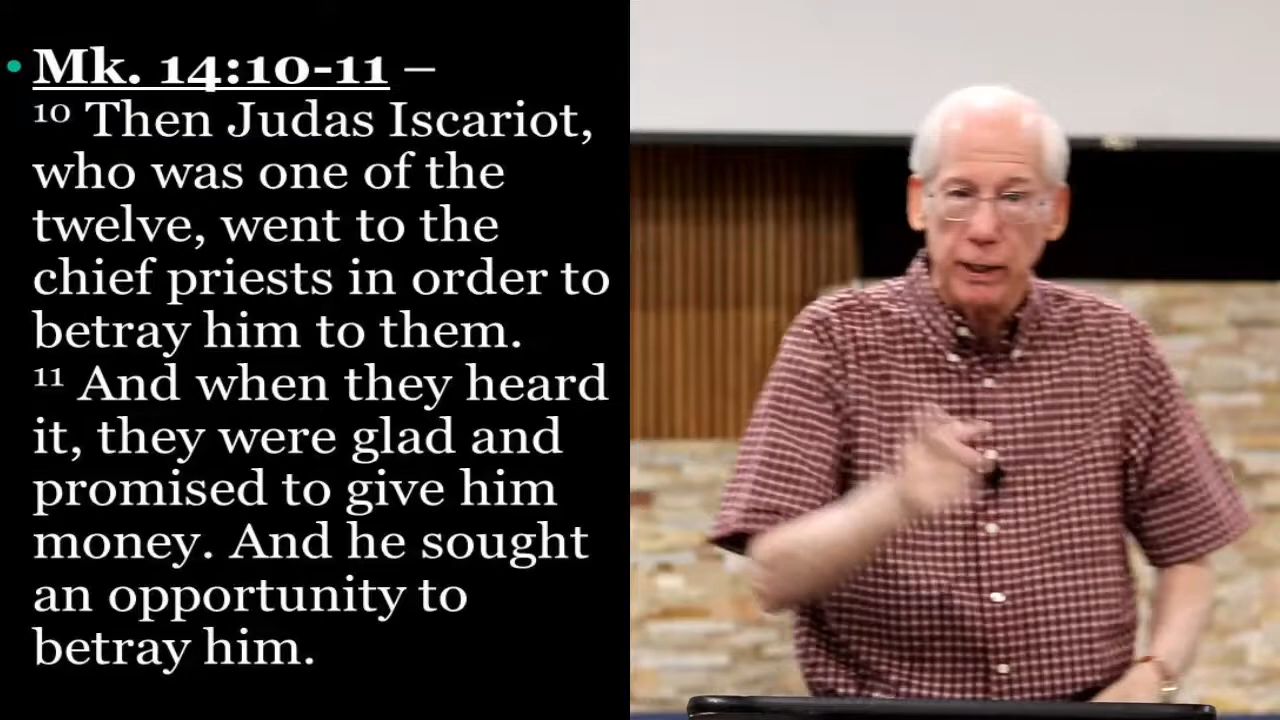 • Mk. 14:10-11 –
10 Then Judas Iscariot,
who was one of the
twelve, went to the
chief priests in order to
betray him to them.
11 And when they heard
it, they were glad and
promised to give him
money. And he sought
an opportunity to
betray him.